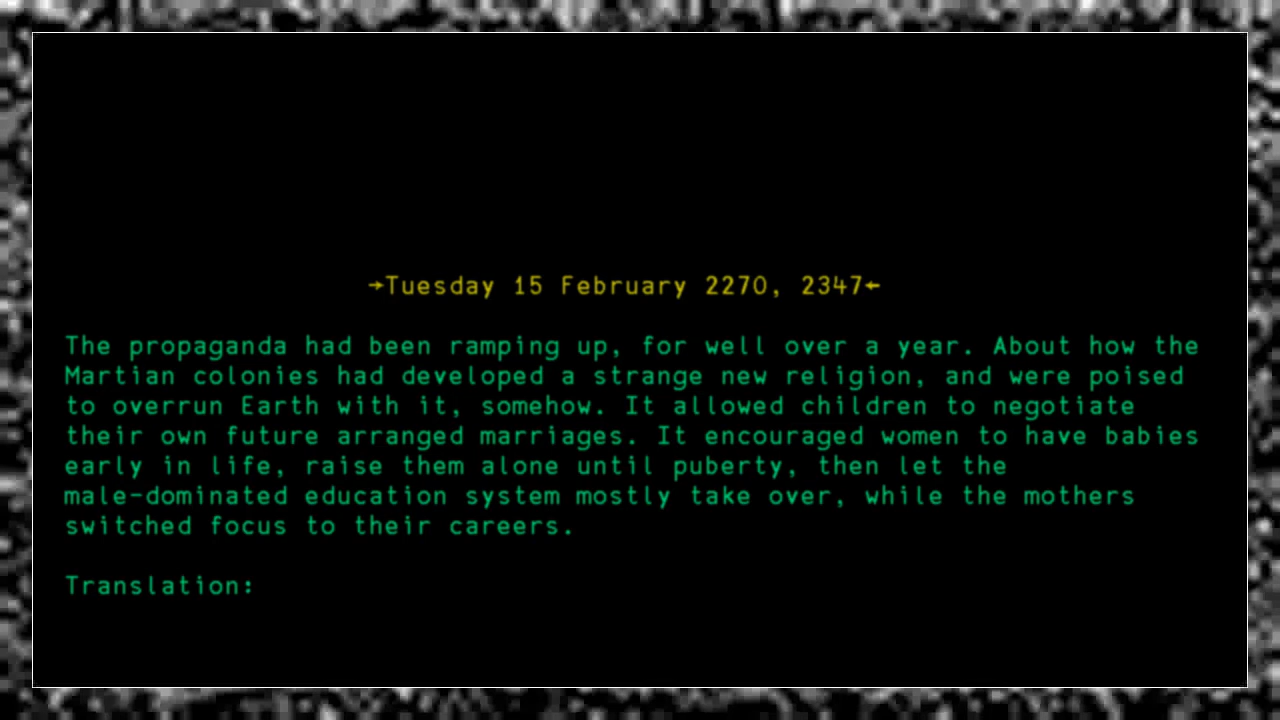 →Tuesday 15 February 2270, 2347←
The propaganda had been ramping up, for well over a year. About how the
Martian colonies had developed a strange new religion, and were poised
to overrun Earth with it, somehow. It allowed children to negotiate
their own future arranged marriages. It encouraged women to have babies
early in life, raise them alone until puberty, then let the
male-dominated education system mostly take over, while the mothers
switched focus to their careers.
Translation: